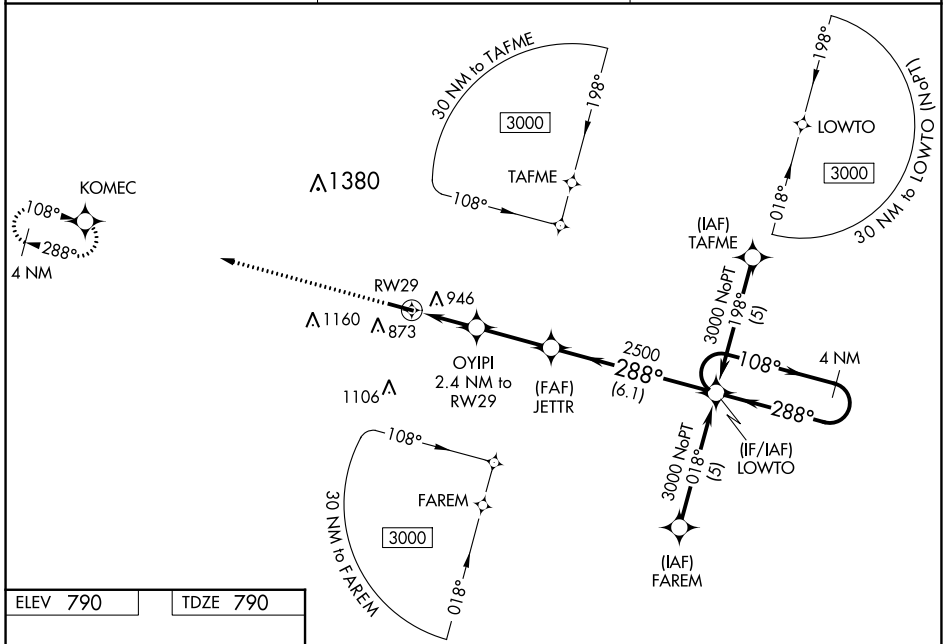 30 NM to TAFME
3000
198°
TAFME
108°
198°
LOWTO
3000
018°
30 NM to LOWTO (NoPT)
1380
KOMEC
108°
288°
4 NM
(IAF)
TAFME
3000 NoPT
198°
(5)
RW29
946
1160
873
OYIPI
2.4 NM to
RW29
(FAF)
JETTR
2500
288°
(6.1)
108°
4 NM
288°
(IF/IAF)
LOWTO
1106
3000 NoPT
018°
(5)
(IAF)
FAREM
108°
FAREM
3000
30 NM to FAREM
018°
ELEV 790
TDZE 790